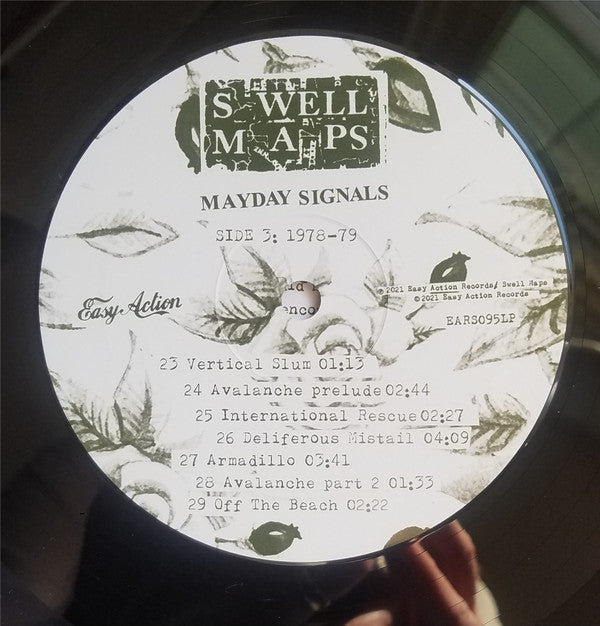 SWELL
MAPS
MAYDAY SIGNALS
SIDE 3: 1978-79
Easy Action
℗ 2021 Easy Action Records/ Swell Maps
© 2021 Easy Action Records
EARS095LP
23 Vertical Slum 01:13
24 Avalanche prelude 02:44
25 International Rescue 02:27
26 Deliferous Mistail 04:09
27 Armadillo 03:41
28 Avalanche part 2 01:33
29 Off The Beach 02:22